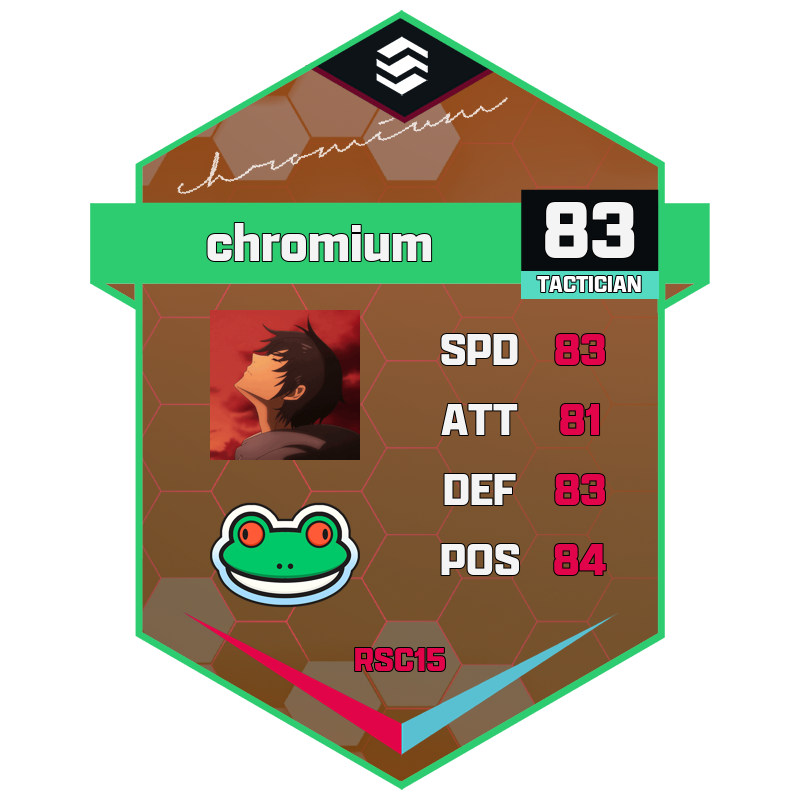 chromium
chromium
83
TACTICIAN
SPD 83
ATT 81
DEF 83
POS 84
RSC15